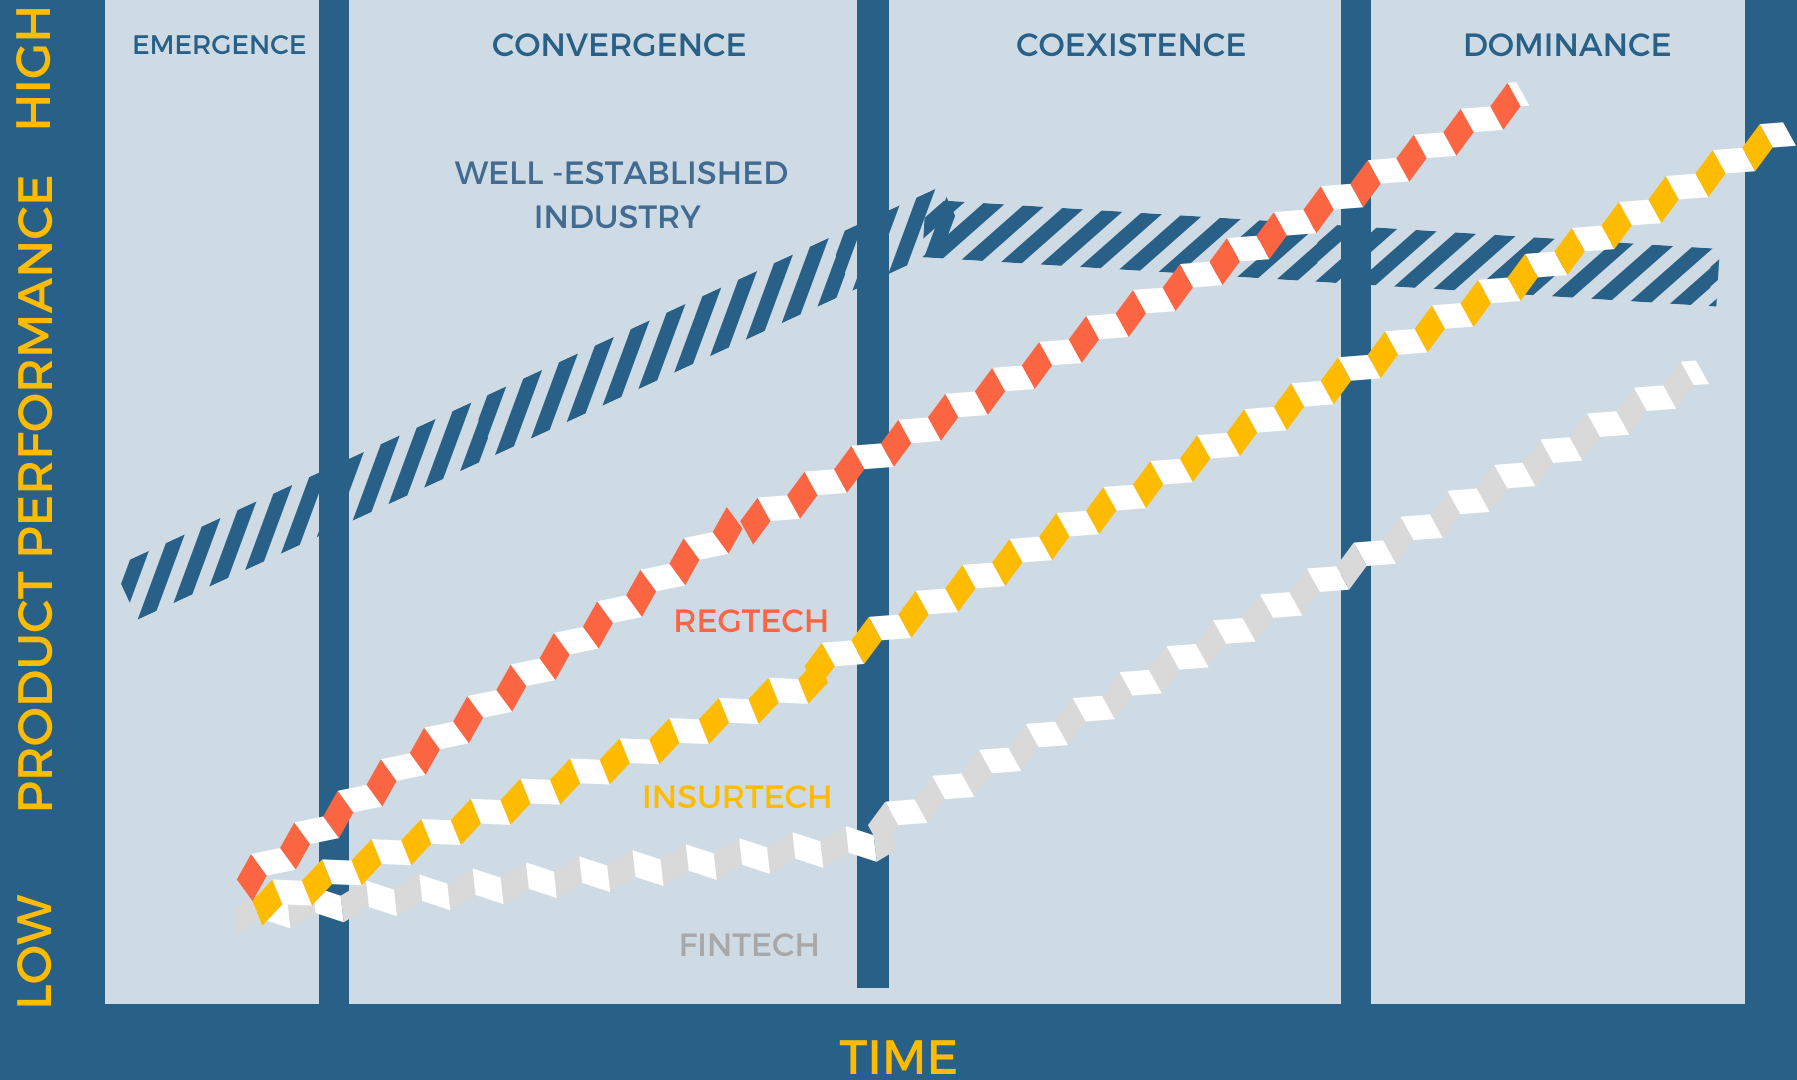 EMERGENCE
CONVERGENCE
COEXISTENCE
DOMINANCE
HIGH
PRODUCT PERFORMANCE
LOW
WELL -ESTABLISHED
INDUSTRY
REGTECH
INSURTECH
FINTECH
TIME